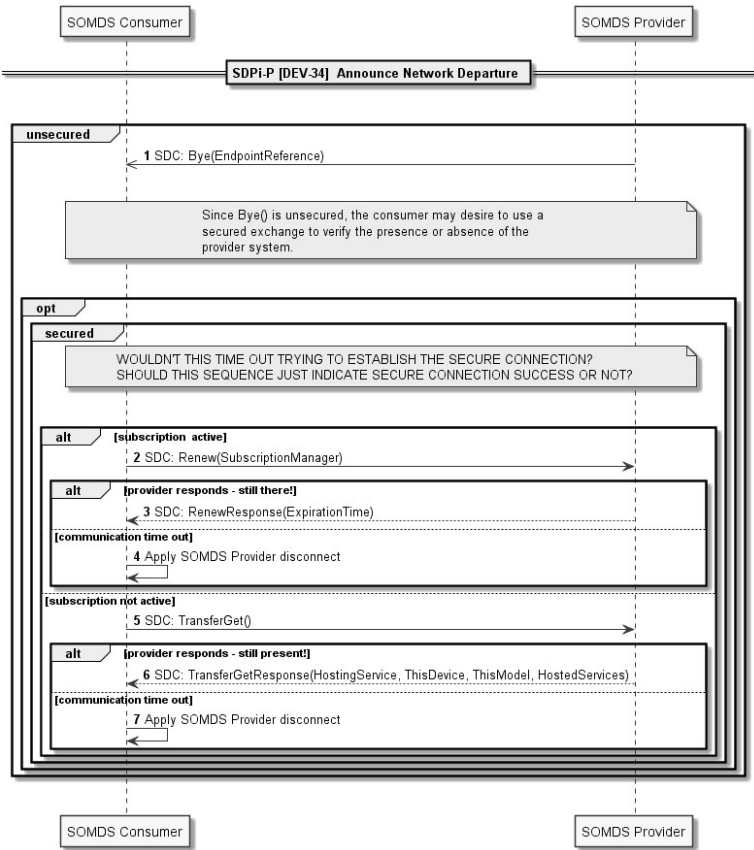 SOMDS Consumer
SOMDS Provider
SDPi-P [DEV-34] Announce Network Departure
unsecured
1 SDC: Bye(EndpointReference)
Since Bye() is unsecured, the consumer may desire to use a
secured exchange to verify the presence or absence of the
provider system.
opt
secured
WOULDN'T THIS TIME OUT TRYING TO ESTABLISH THE SECURE CONNECTION?
SHOULD THIS SEQUENCE JUST INDICATE SECURE CONNECTION SUCCESS OR NOT?
alt [subscription active]
2 SDC: Renew(SubscriptionManager)
alt [provider responds - still there!]
3 SDC: RenewResponse(ExpirationTime)
[communication time out]
4 Apply SOMDS Provider disconnect
[subscription not active]
5 SDC: TransferGet()
alt [provider responds - still present!]
6 SDC: TransferGetResponse(HostingService, ThisDevice, ThisModel, HostedServices)
[communication time out]
7 Apply SOMDS Provider disconnect
SOMDS Consumer
SOMDS Provider